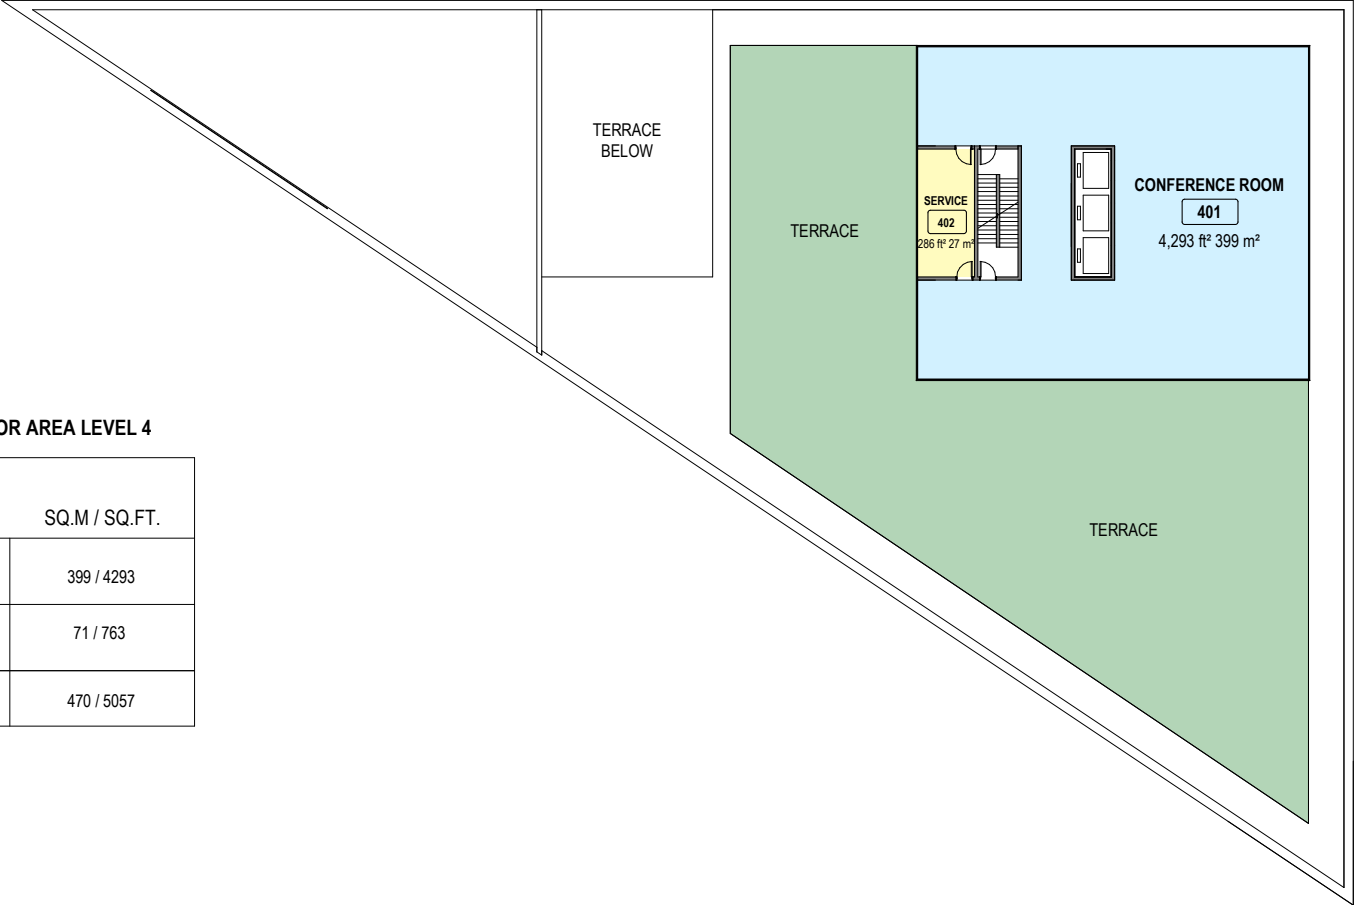 TERRACE
BELOW
TERRACE
SERVICE
402
286 ft² 27 m²
CONFERENCE ROOM
401
4,293 ft² 399 m²
TERRACE
OR AREA LEVEL 4
SQ.M / SQ.FT.
399 / 4293
71 / 763
470 / 5057